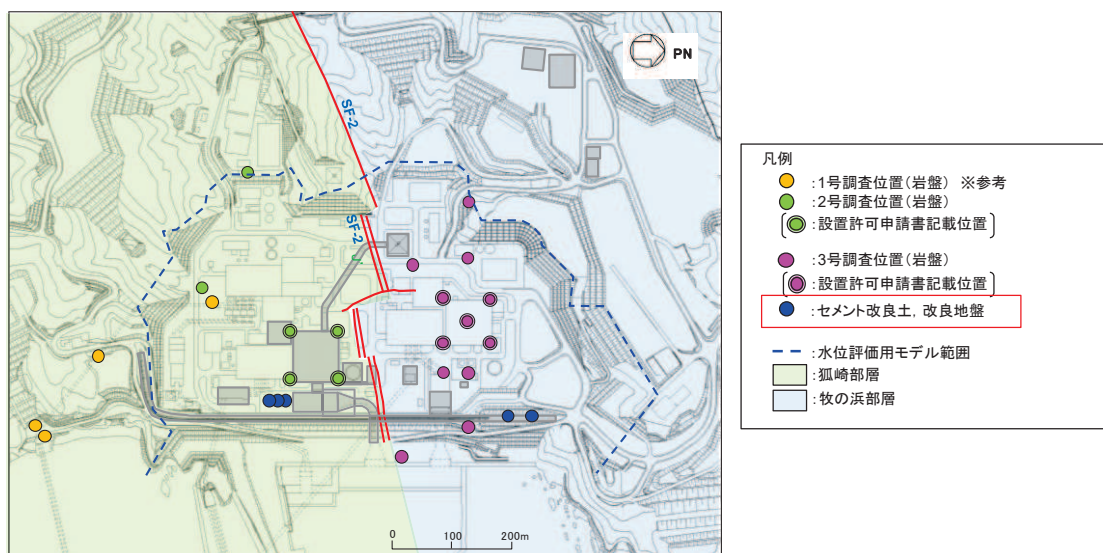 PN
SF-2
SF-2
0 100 200m
凡例
:1号調査位置(岩盤) ※参考
:2号調査位置(岩盤)
:設置許可申請書記載位置
:3号調査位置(岩盤)
:設置許可申請書記載位置
:セメント改良土,改良地盤
:水位評価用モデル範囲
:狐崎部層
:牧の浜部層